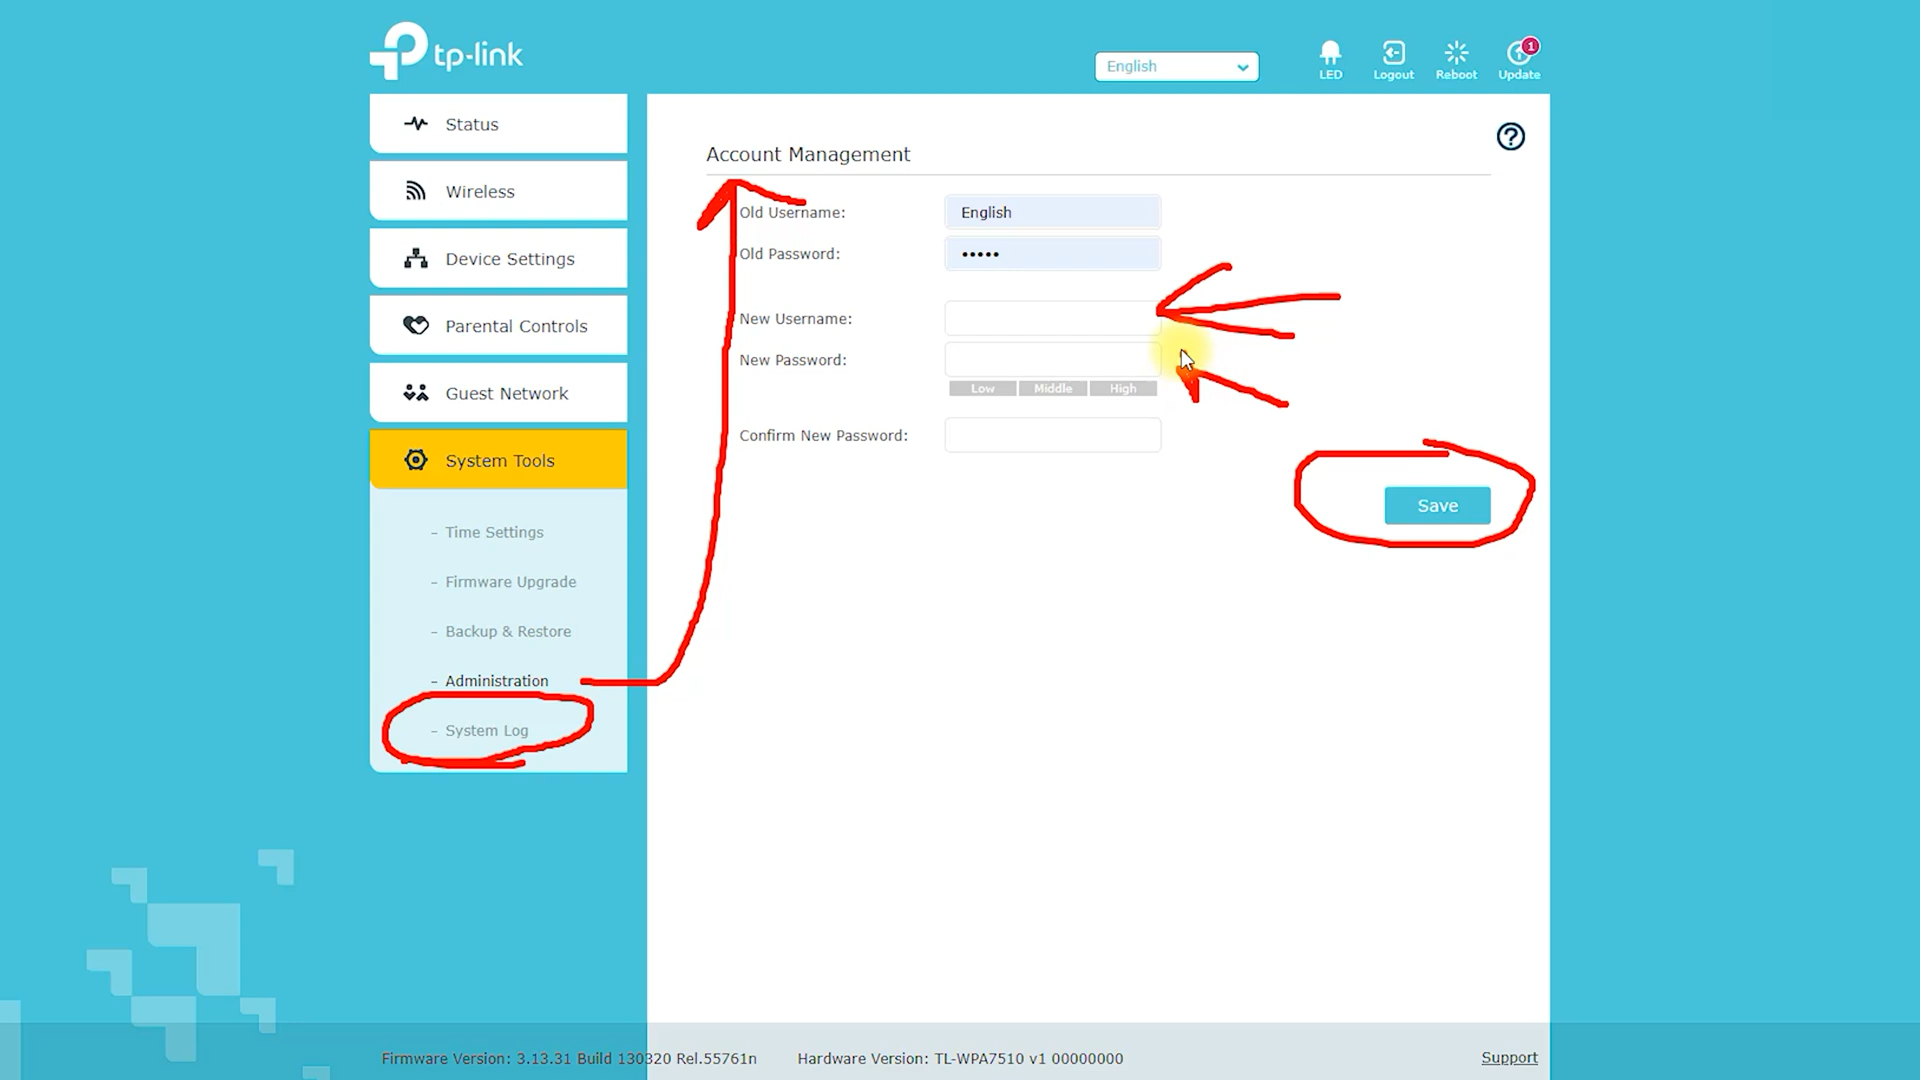 tp-link
English
LED
Logout
Reboot
Update
1
Status
Wireless
Device Settings
Parental Controls
Guest Network
System Tools
- Time Settings
- Firmware Upgrade
- Backup & Restore
- Administration
- System Log
?
Account Management
Old Username: English
Old Password: •••••
New Username:
New Password:
Low Middle High
Confirm New Password:
Save
Firmware Version: 3.13.31 Build 130320 Rel.55761n Hardware Version: TL-WPA7510 v1 00000000
Support